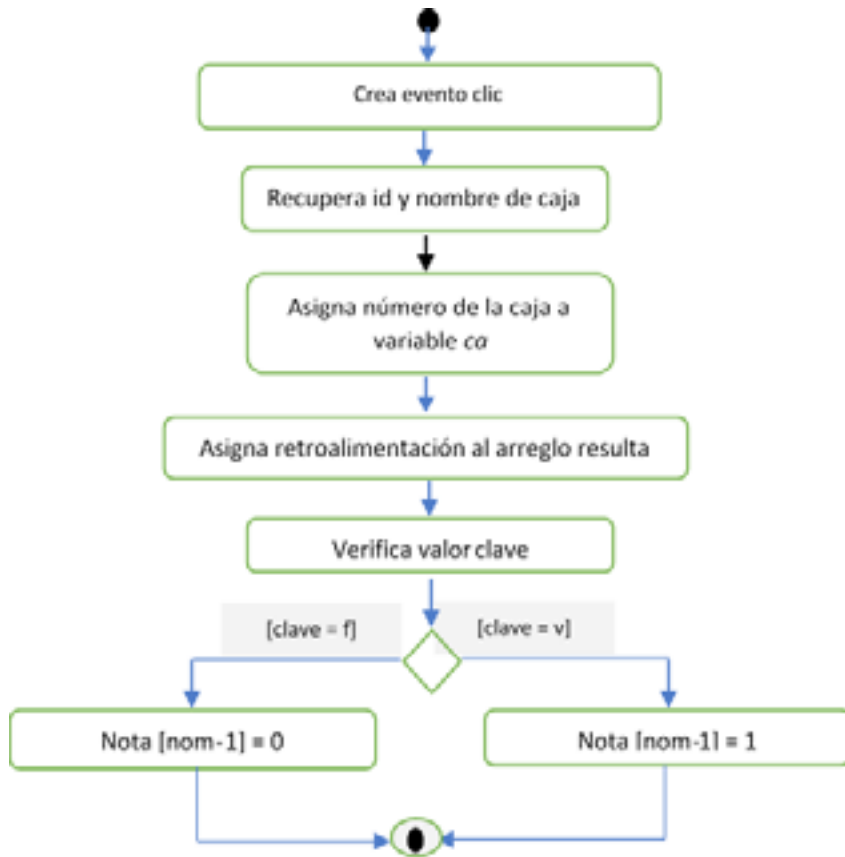 Crea evento clic
Recupera id y nombre de caja
Asigna número de la caja a
variable ca
Asigna retroalimentación al arreglo resulta
Verifica valor clave
[clave = f]
[clave = v]
Nota [nom-1] = 0
Nota [nom-1] = 1